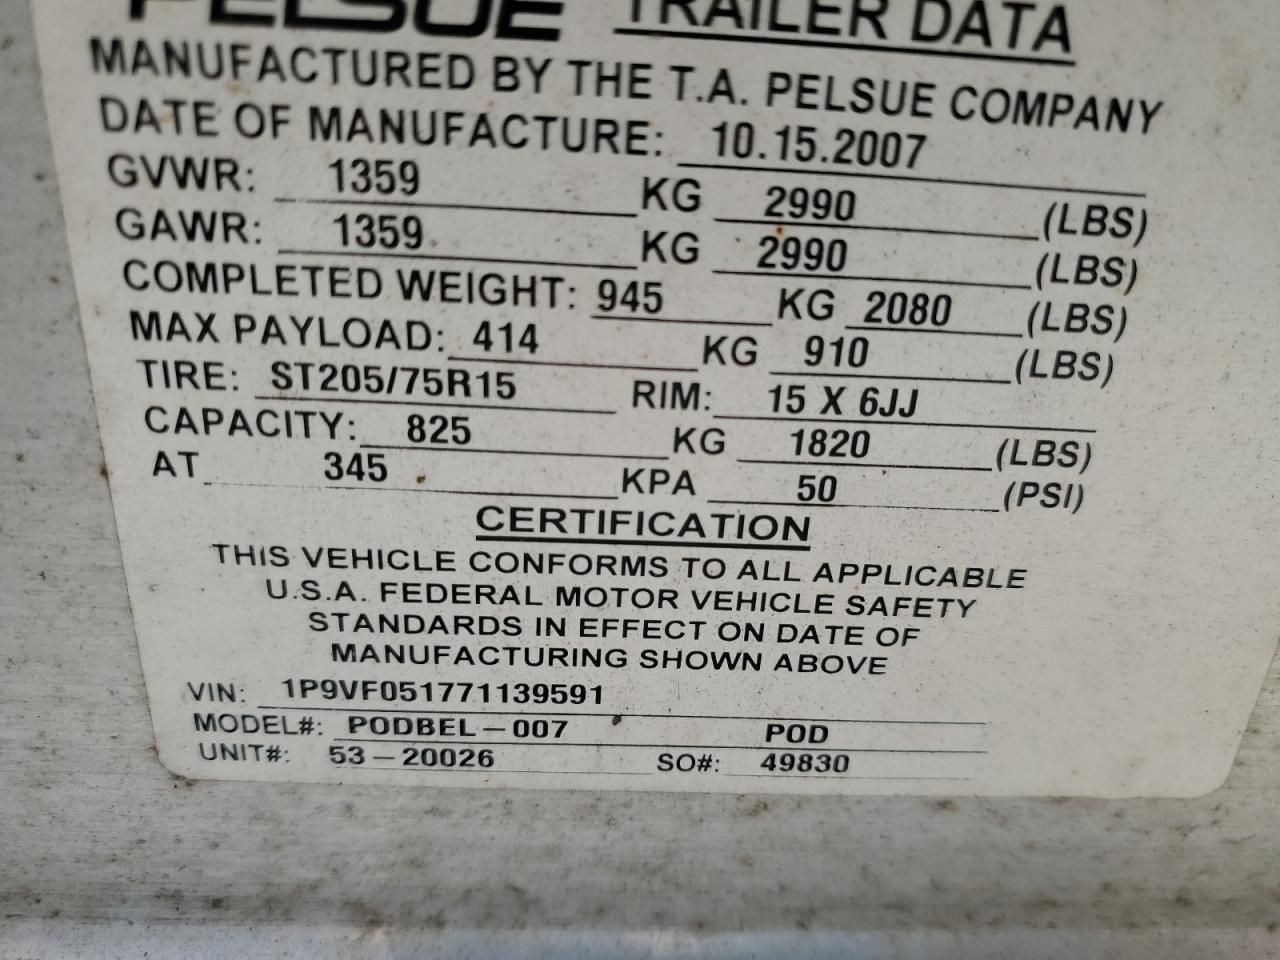 PELSUE TRAILER DATA
MANUFACTURED BY THE T.A. PELSUE COMPANY
DATE OF MANUFACTURE: 10.15.2007
GVWR: 1359 KG 2990 (LBS)
GAWR: 1359 KG 2990 (LBS)
COMPLETED WEIGHT: 945 KG 2080 (LBS)
MAX PAYLOAD: 414 KG 910 (LBS)
TIRE: ST205/75R15 RIM: 15 X 6JJ
CAPACITY: 825 KG 1820 (LBS)
AT 345 KPA 50 (PSI)
CERTIFICATION
THIS VEHICLE CONFORMS TO ALL APPLICABLE
U.S.A. FEDERAL MOTOR VEHICLE SAFETY
STANDARDS IN EFFECT ON DATE OF
MANUFACTURING SHOWN ABOVE
VIN: 1P9VF051771139591
MODEL#: PODBEL-007 POD
UNIT#: 53-20026 SO#: 49830